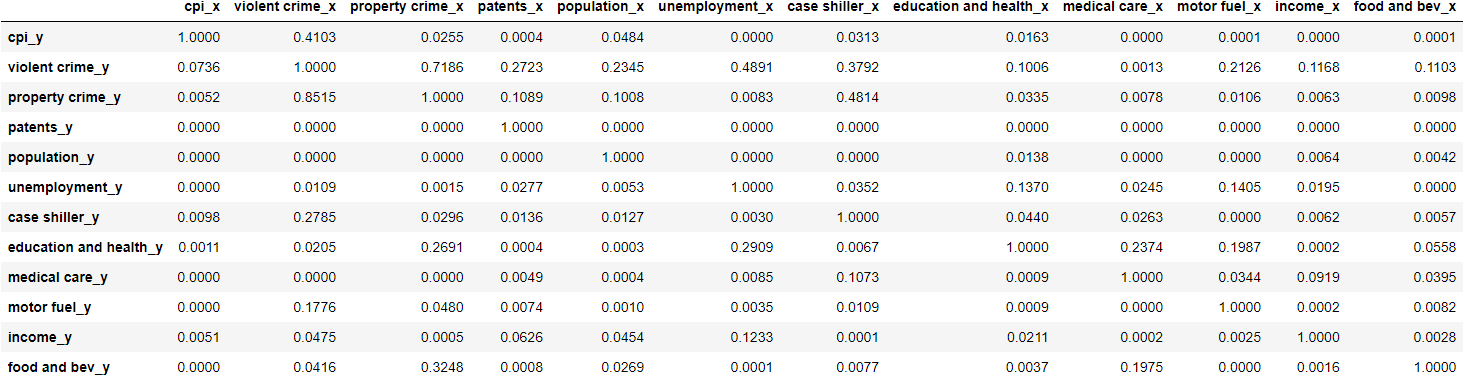 cpi_x violent crime_x property crime_x patents_x population_x unemployment_x case shiller_x education and health_x medical care_x motor fuel_x income_x food and bev_x
cpi_y 1.0000 0.4103 0.0255 0.0004 0.0484 0.0000 0.0313 0.0163 0.0000 0.0001 0.0000 0.0001
violent crime_y 0.0736 1.0000 0.7186 0.2723 0.2345 0.4891 0.3792 0.1006 0.0013 0.2126 0.1168 0.1103
property crime_y 0.0052 0.8515 1.0000 0.1089 0.1008 0.0083 0.4814 0.0335 0.0078 0.0106 0.0063 0.0098
patents_y 0.0000 0.0000 0.0000 1.0000 0.0000 0.0000 0.0000 0.0000 0.0000 0.0000 0.0000 0.0000
population_y 0.0000 0.0000 0.0000 0.0000 1.0000 0.0000 0.0000 0.0138 0.0000 0.0000 0.0064 0.0042
unemployment_y 0.0000 0.0109 0.0015 0.0277 0.0053 1.0000 0.0352 0.1370 0.0245 0.1405 0.0195 0.0000
case shiller_y 0.0098 0.2785 0.0296 0.0136 0.0127 0.0030 1.0000 0.0440 0.0263 0.0000 0.0062 0.0057
education and health_y 0.0011 0.0205 0.2691 0.0004 0.0003 0.2909 0.0067 1.0000 0.2374 0.1987 0.0002 0.0558
medical care_y 0.0000 0.0000 0.0000 0.0049 0.0004 0.0085 0.1073 0.0009 1.0000 0.0344 0.0919 0.0395
motor fuel_y 0.0000 0.1776 0.0480 0.0074 0.0010 0.0035 0.0109 0.0009 0.0000 1.0000 0.0002 0.0082
income_y 0.0051 0.0475 0.0005 0.0626 0.0454 0.1233 0.0001 0.0211 0.0002 0.0025 1.0000 0.0028
food and bev_y 0.0000 0.0416 0.3248 0.0008 0.0269 0.0001 0.0077 0.0037 0.1975 0.0000 0.0016 1.0000